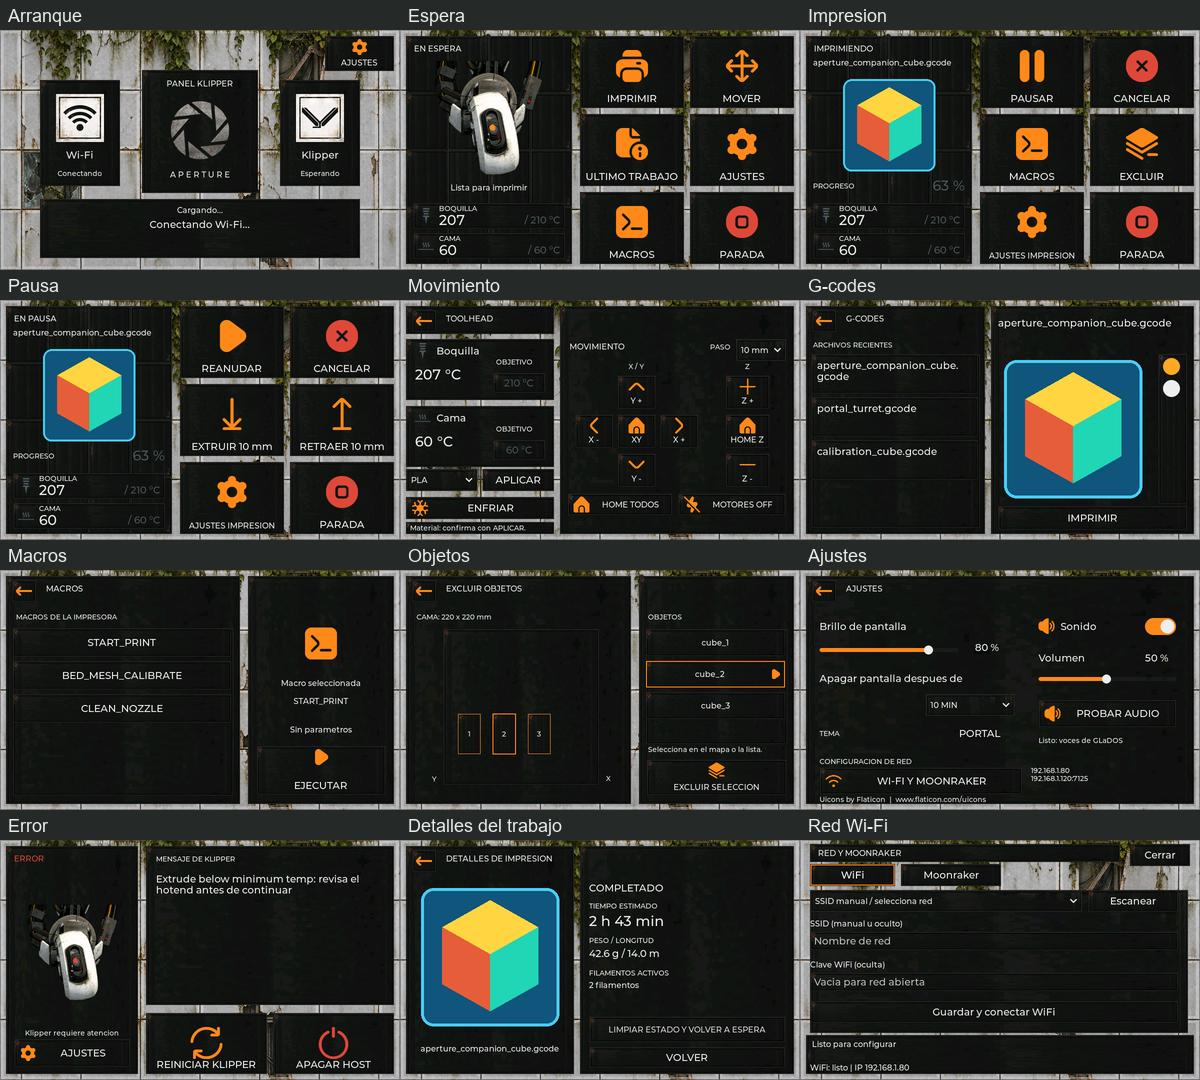 Arranque
AJUSTES
PANEL KLIPPER
Wi-Fi
Conectando
APERTURE
Klipper
Esperando
Cargando...
Conectando Wi-Fi...
Espera
EN ESPERA
Lista para imprimir
BOQUILLA
207 / 210 °C
CAMA
60 / 60 °C
IMPRIMIR
MOVER
ULTIMO TRABAJO
AJUSTES
MACROS
PARADA
Impresion
IMPRIMIENDO
aperture_companion_cube.gcode
PROGRESO 63 %
BOQUILLA
207 / 210 °C
CAMA
60 / 60 °C
PAUSAR
CANCELAR
MACROS
EXCLUIR
AJUSTES IMPRESION
PARADA
Pausa
EN PAUSA
aperture_companion_cube.gcode
PROGRESO 63 %
BOQUILLA
207 / 210 °C
CAMA
60 / 60 °C
REANUDAR
CANCELAR
EXTRUIR 10 mm
RETRAER 10 mm
AJUSTES IMPRESION
PARADA
Movimiento
TOOLHEAD
Boquilla
207 °C
OBJETIVO
210 °C
Cama
60 °C
OBJETIVO
60 °C
PLA
APLICAR
ENFRIAR
Material: confirma con APLICAR.
MOVIMIENTO
PASO 10 mm
X / Y
Z
Y +
Z +
X -
XY
X +
HOME Z
Y -
Z -
HOME TODOS
MOTORES OFF
G-codes
G-CODES
ARCHIVOS RECIENTES
aperture_companion_cube.
gcode
portal_turret.gcode
calibration_cube.gcode
aperture_companion_cube.gcode
IMPRIMIR
Macros
MACROS
MACROS DE LA IMPRESORA
START_PRINT
BED_MESH_CALIBRATE
CLEAN_NOZZLE
Macro seleccionada
START_PRINT
Sin parametros
EJECUTAR
Objetos
EXCLUIR OBJETOS
CAMA: 220 x 220 mm
1
2
3
Y
X
OBJETOS
cube_1
cube_2
cube_3
Selecciona en el mapa o la lista.
EXCLUIR SELECCION
Ajustes
AJUSTES
Brillo de pantalla
80 %
Apagar pantalla despues de
10 MIN
TEMA
PORTAL
CONFIGURACION DE RED
WI-FI Y MOONRAKER
Uicons by Flaticon | www.flaticon.com/uicons
Sonido
Volumen 50 %
PROBAR AUDIO
Listo: voces de GLaDOS
192.168.1.80
192.168.1.120:7125
Error
ERROR
Klipper requiere atencion
AJUSTES
MENSAJE DE KLIPPER
Extrude below minimum temp: revisa el
hotend antes de continuar
REINICIAR KLIPPER
APAGAR HOST
Detalles del trabajo
DETALLES DE IMPRESION
aperture_companion_cube.gcode
COMPLETADO
TIEMPO ESTIMADO
2 h 43 min
PESO / LONGITUD
42.6 g / 14.0 m
FILAMENTOS ACTIVOS
2 filamentos
LIMPIAR ESTADO Y VOLVER A ESPERA
VOLVER
Red Wi-Fi
RED Y MOONRAKER
Cerrar
WiFi
Moonraker
SSID manual / selecciona red
Escanear
SSID (manual u oculto)
Nombre de red
Clave WiFi (oculta)
Vacia para red abierta
Guardar y conectar WiFi
Listo para configurar
WiFi: listo | IP 192.168.1.80